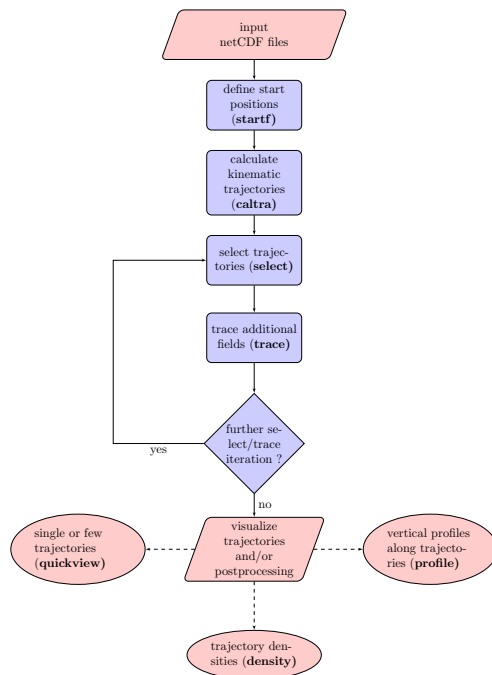 input
netCDF files
define start
positions
(startf)
calculate
kinematic
trajectories
(caltra)
select trajec-
tories (select)
trace additional
fields (trace)
further se-
lect/trace
iteration ?
yes
no
single or few
trajectories
(quickview)
visualize
trajectories
and/or
postprocessing
vertical profiles
along trajecto-
ries (profile)
trajectory den-
sities (density)